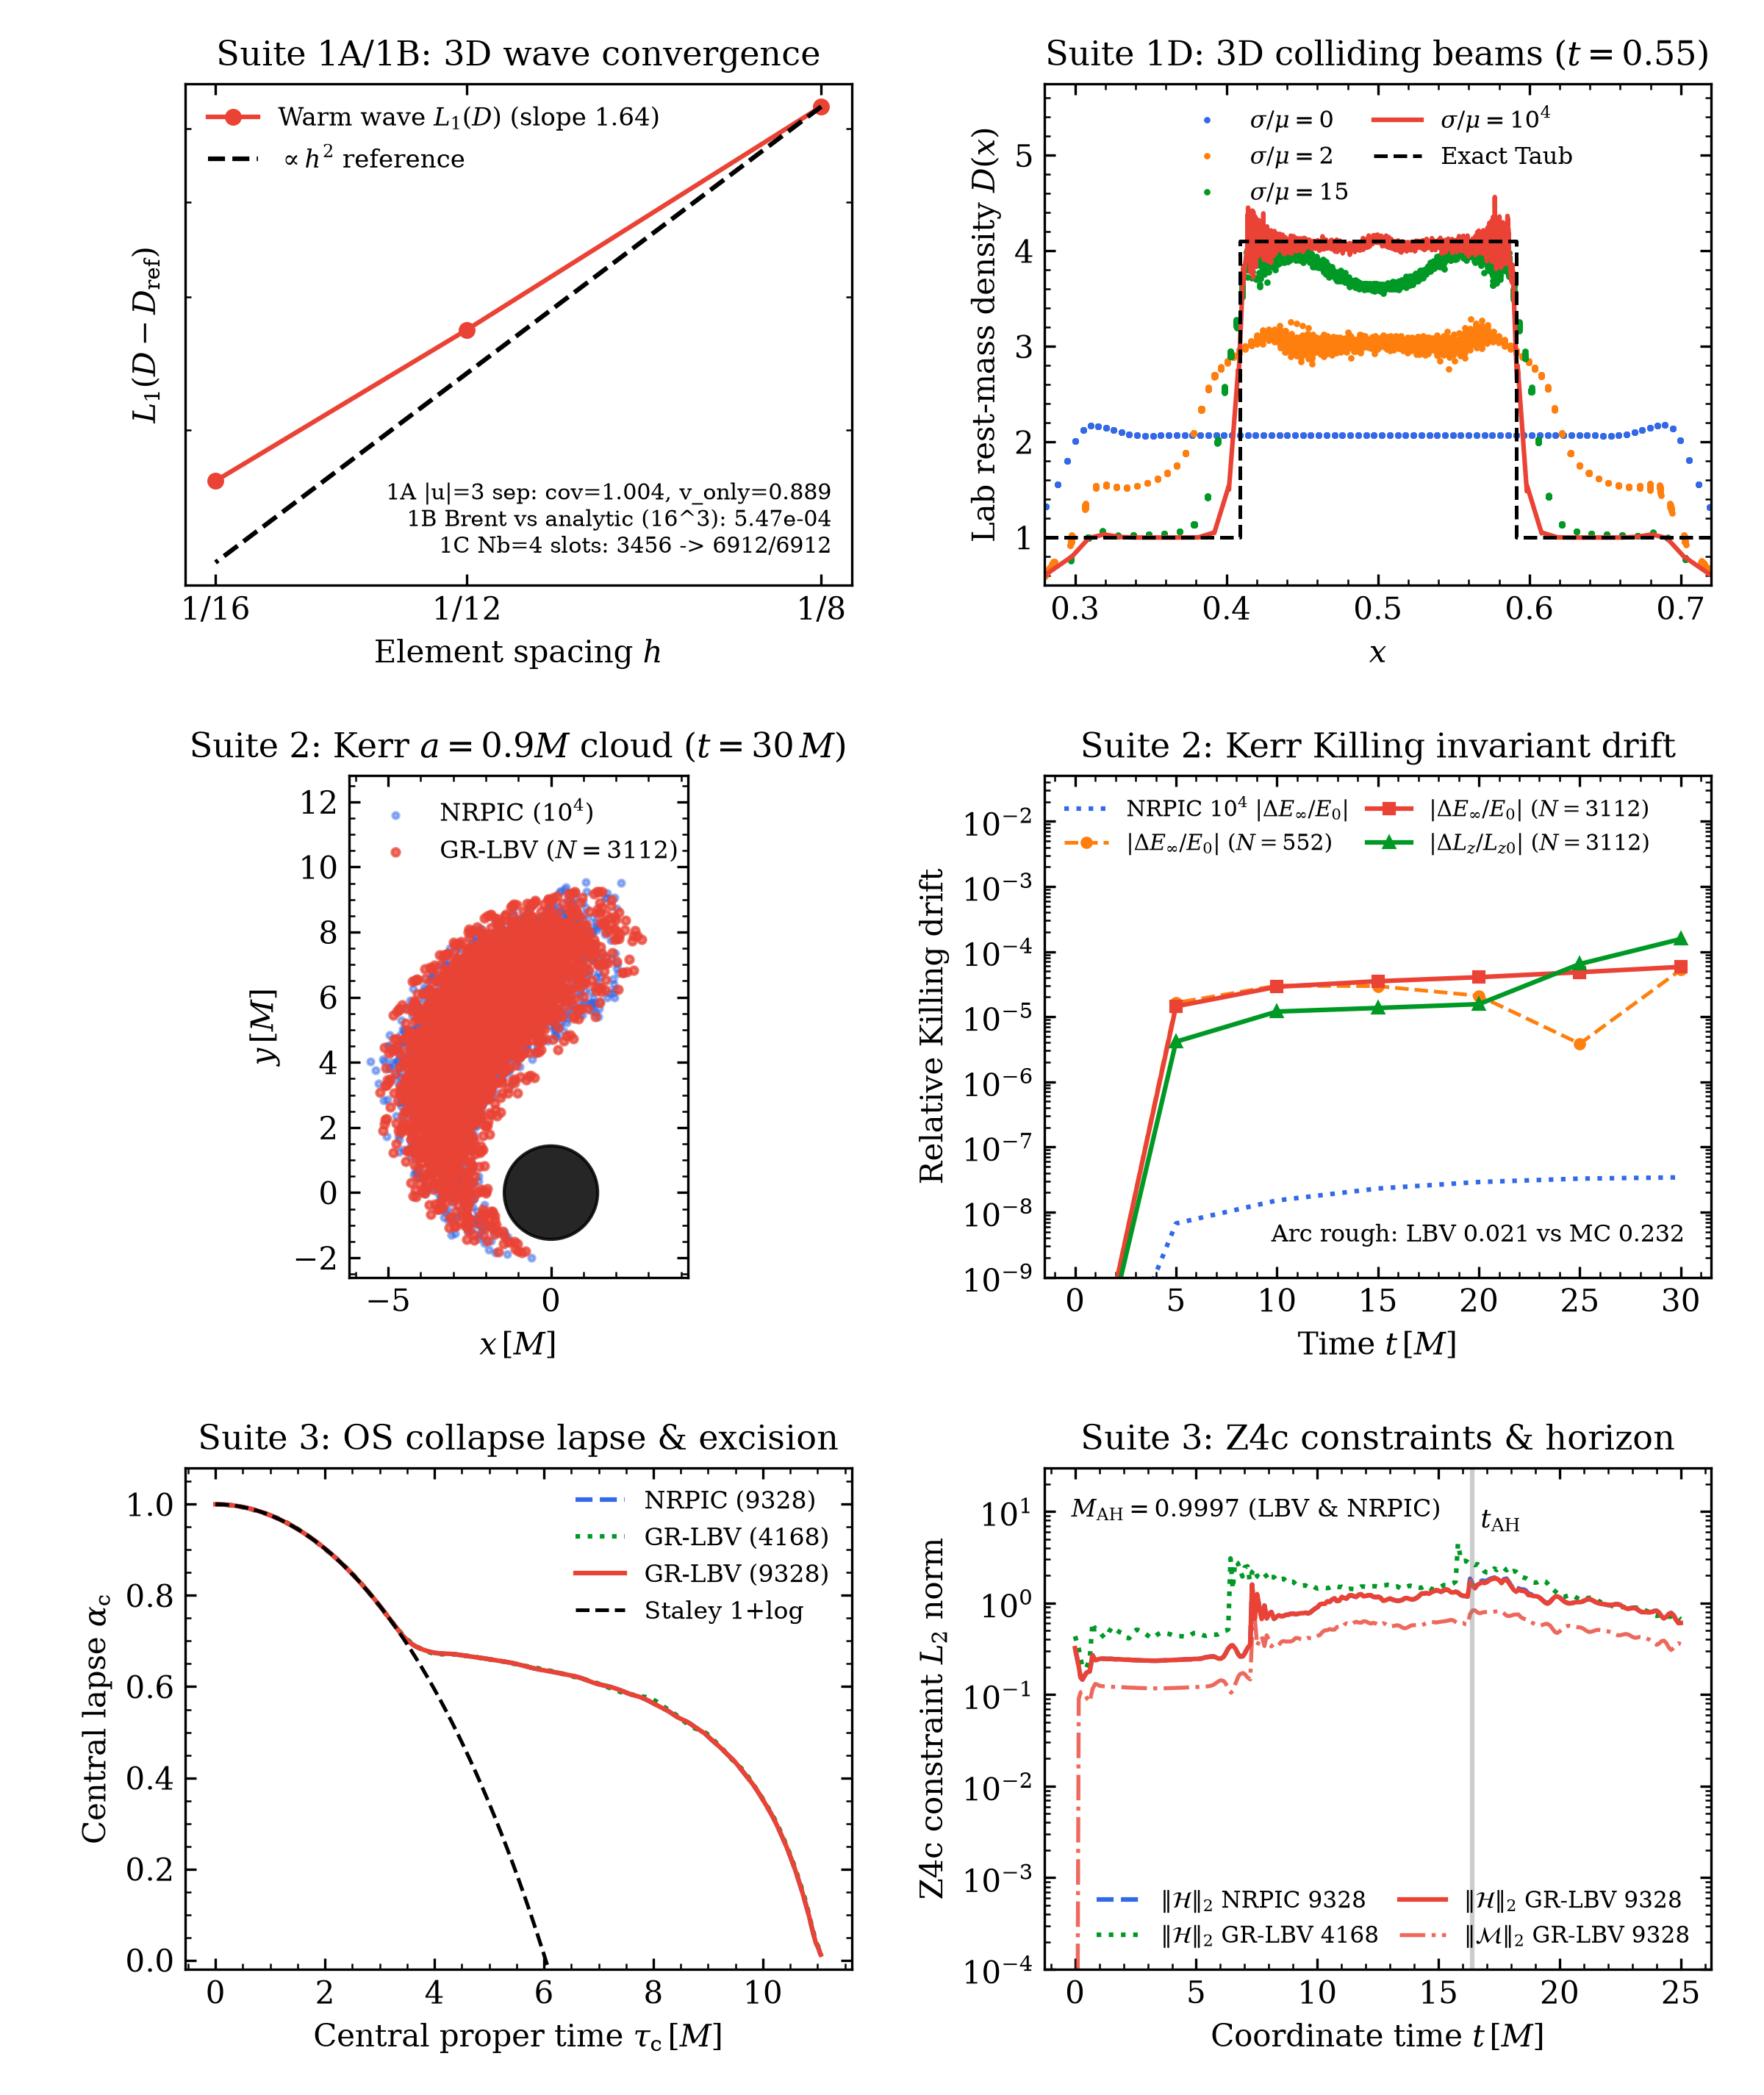 Suite 1A/1B: 3D wave convergence
Warm wave L₁(D) (slope 1.64)
∝ h² reference
L₁(D − D_ref)
1A |u|=3 sep: cov=1.004, v_only=0.889
1B Brent vs analytic (16^3): 5.47e-04
1C Nb=4 slots: 3456 -> 6912/6912
1/16 1/12 1/8
Element spacing h
Suite 1D: 3D colliding beams (t = 0.55)
σ/μ = 0
σ/μ = 2
σ/μ = 15
σ/μ = 10⁴
Exact Taub
Lab rest-mass density D(x)
5
4
3
2
1
0.3 0.4 0.5 0.6 0.7
x
Suite 2: Kerr a = 0.9M cloud (t = 30 M)
NRPIC (10⁴)
GR-LBV (N = 3112)
y [M]
12
10
8
6
4
2
0
−2
−5 0
x [M]
Suite 2: Kerr Killing invariant drift
NRPIC 10⁴ |ΔE∞/E₀|
|ΔE∞/E₀| (N = 552)
|ΔE∞/E₀| (N = 3112)
|ΔL_z/L_z0| (N = 3112)
Relative Killing drift
10⁻²
10⁻³
10⁻⁴
10⁻⁵
10⁻⁶
10⁻⁷
10⁻⁸
10⁻⁹
Arc rough: LBV 0.021 vs MC 0.232
0 5 10 15 20 25 30
Time t [M]
Suite 3: OS collapse lapse & excision
NRPIC (9328)
GR-LBV (4168)
GR-LBV (9328)
Staley 1+log
Central lapse α_c
1.0
0.8
0.6
0.4
0.2
0.0
0 2 4 6 8 10
Central proper time τ_c [M]
Suite 3: Z4c constraints & horizon
M_AH = 0.9997 (LBV & NRPIC)
t_AH
Z4c constraint L₂ norm
10¹
10⁰
10⁻¹
10⁻²
10⁻³
10⁻⁴
‖ℋ‖₂ NRPIC 9328
‖ℋ‖₂ GR-LBV 4168
‖ℋ‖₂ GR-LBV 9328
‖ℳ‖₂ GR-LBV 9328
0 5 10 15 20 25
Coordinate time t [M]